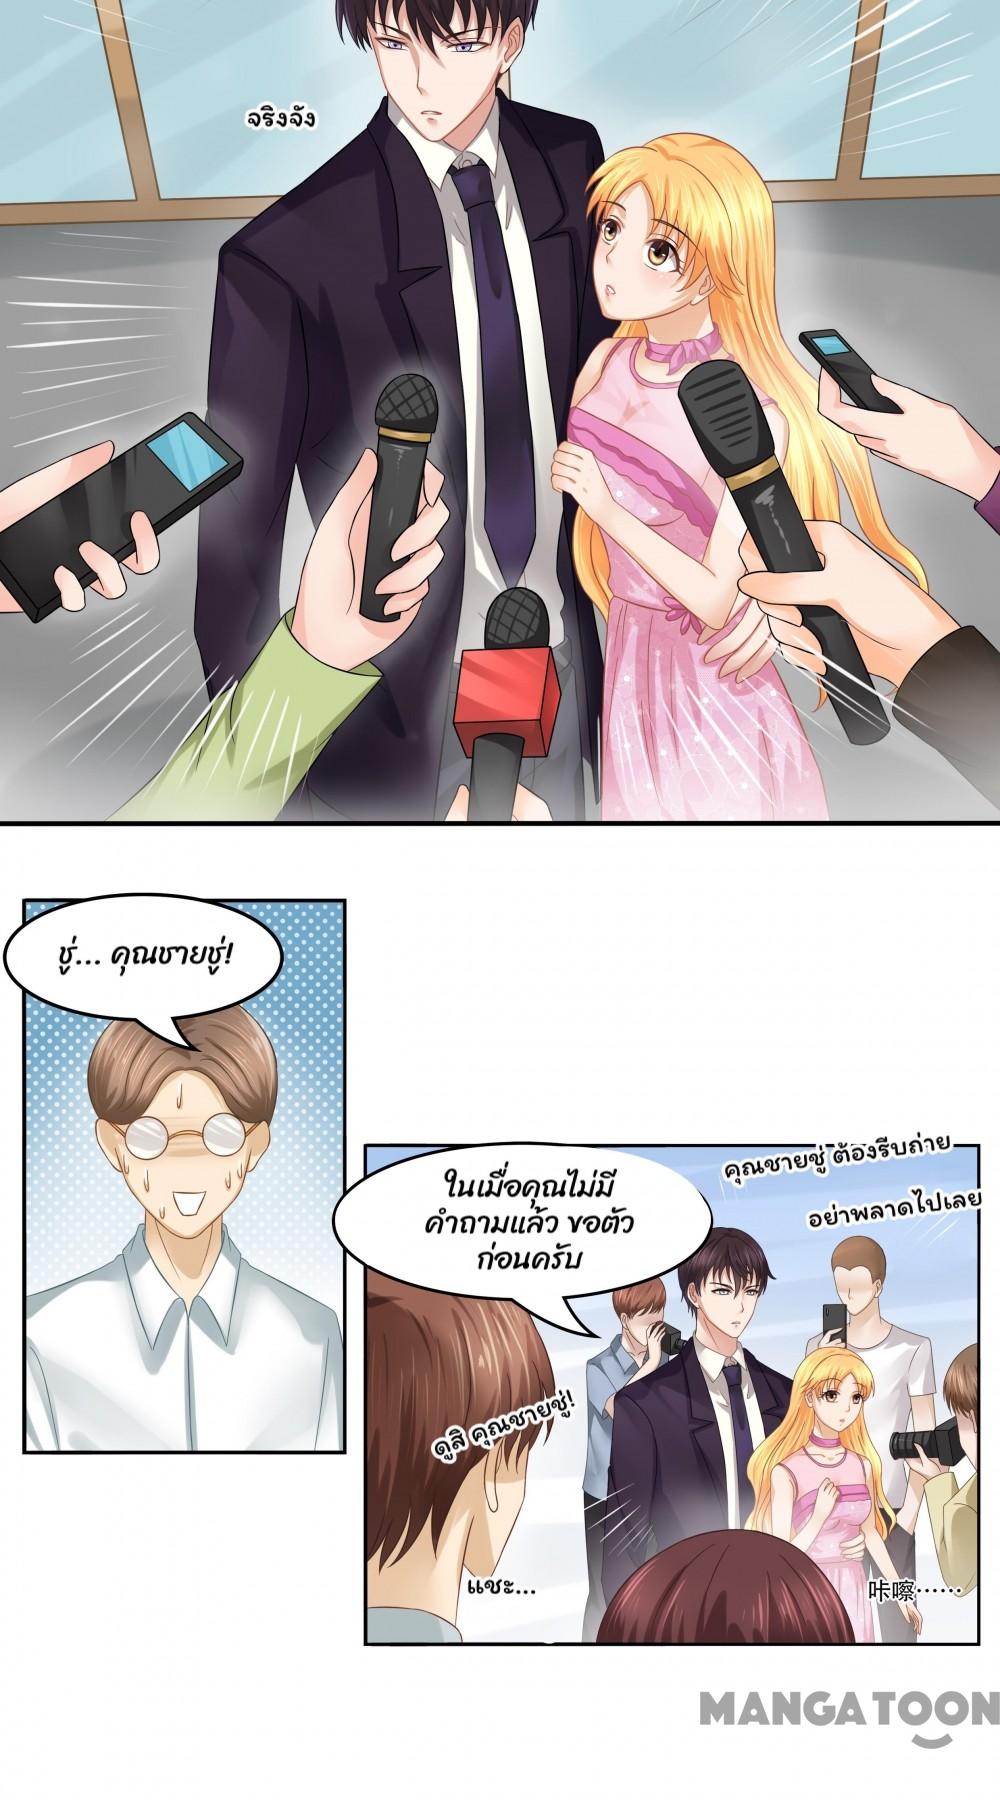 จริงจัง
ชู่... คุณชายชู่!
ในเมื่อคุณไม่มี
คำถามแล้ว ขอตัว
ก่อนครับ
คุณชายชู่ ต้องรีบถ่าย
อย่าพลาดไปเลย
ดูสิ คุณชายชู่!
แชะ...
咔嚓……
MANGATOON